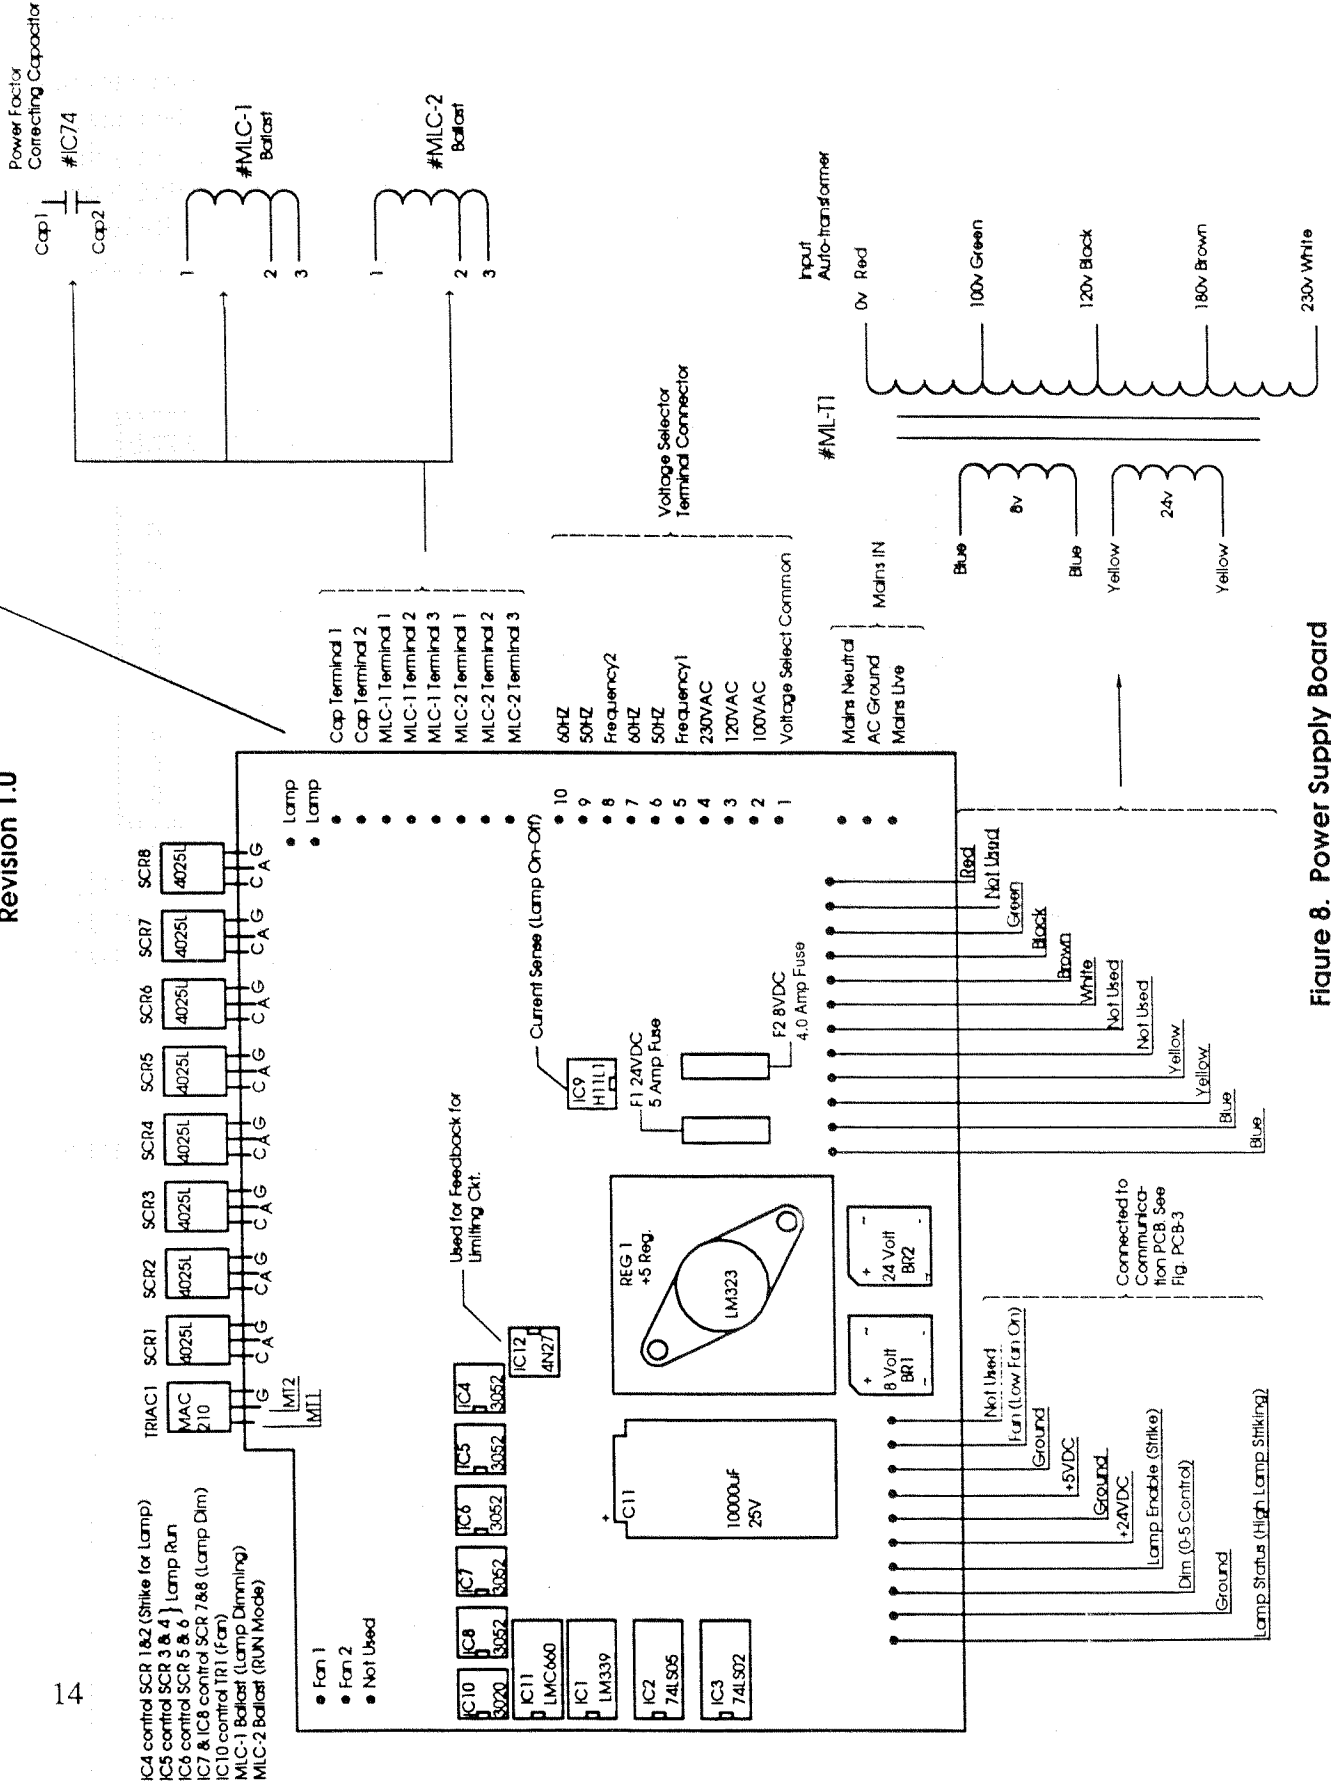 14
Revision 1.0
IC4 control SCR 1&2 (Strike for Lamp)
IC5 control SCR 3 & 4 } Lamp Run
IC6 control SCR 5 & 6
IC7 & IC8 control SCR 7&8 (Lamp Dim)
IC10 control TR1 (Fan)
MLC-1 Ballast (Lamp Dimming)
MLC-2 Ballast (RUN Mode)
TRIAC1
MAC
210
G
MT2
MT1
SCR1
4025L
C A G
SCR2
4025L
C A G
SCR3
4025L
C A G
SCR4
4025L
C A G
SCR5
4025L
C A G
SCR6
4025L
C A G
SCR7
4025L
C A G
SCR8
4025L
C A G
Lamp
Lamp
Fan 1
Fan 2
Not Used
Power Factor
Correcting Capacitor
#IC74
Cap1
Cap2
#MLC-1
Ballast
1
2
3
#MLC-2
Ballast
1
2
3
Cap Terminal 1
Cap Terminal 2
MLC-1 Terminal 1
MLC-1 Terminal 2
MLC-1 Terminal 3
MLC-2 Terminal 1
MLC-2 Terminal 2
MLC-2 Terminal 3
10 60HZ
9 50HZ
8 Frequency2
7 60HZ
6 50HZ
5 Frequency1
4 230VAC
3 120VAC
2 100VAC
1 Voltage Select Common
Voltage Selector
Terminal Connector
Mains Neutral
AC Ground
Mains Live
Mains IN
IC10
3020
IC8
3052
IC7
3052
IC6
3052
IC5
3052
IC4
3052
IC12
4N27
Used for Feedback for
Limiting Ckt.
Current Sense (Lamp On-Off)
IC9
H11L1
IC11
LMC660
IC1
LM339
IC2
74LS05
IC3
74LS02
+
C11
10000uF
25V
REG 1
+5 Reg.
LM323
F1 24VDC
5 Amp Fuse
F2 8VDC
4.0 Amp Fuse
+ ~
8 Volt
BR1
~ -
+ ~
24 Volt
BR2
~ -
Not Used
Fan (Low Fan On)
Ground
+5VDC
Ground
+24VDC
Lamp Enable (Strike)
Dim (0-5 Control)
Ground
Lamp Status (High Lamp Striking)
Connected to
Communica-
tion PCB. See
Fig. PCB-3
Red
Not Used
Green
Black
Brown
White
Not Used
Not Used
Yellow
Yellow
Blue
Blue
#ML-T1
Input
Auto-transformer
0v Red
100v Green
120v Black
180v Brown
230v White
Blue
8v
Blue
Yellow
24v
Yellow
Figure 8. Power Supply Board